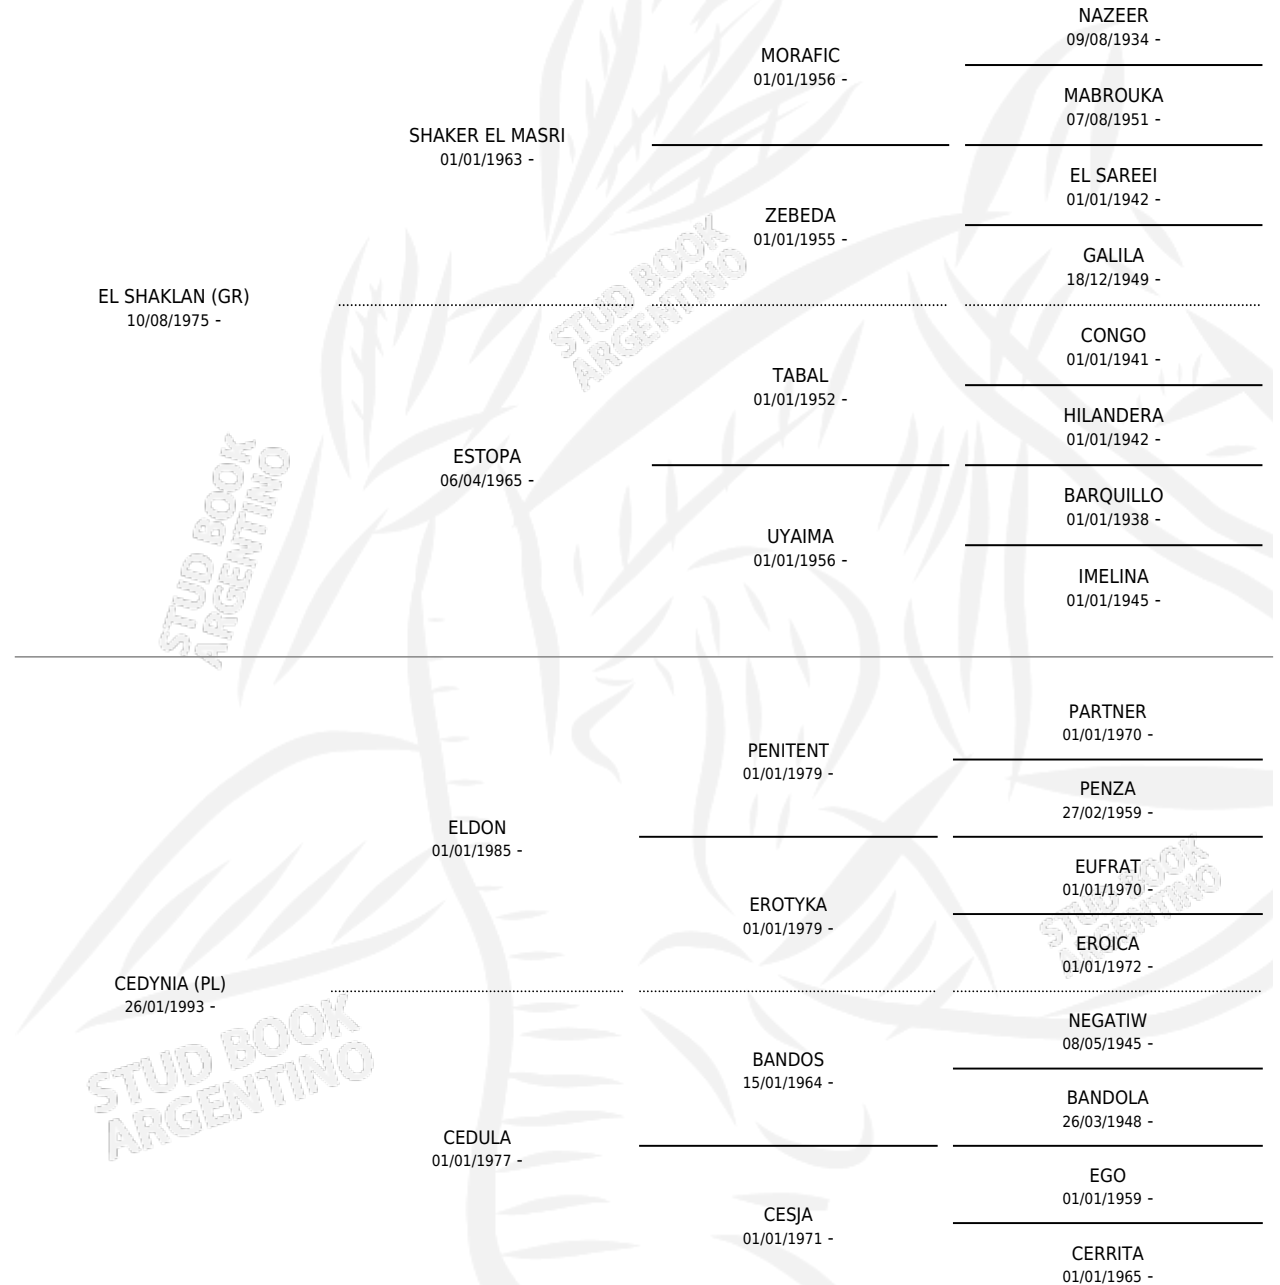 NAZEER
09/08/1934 -
MORAFIC
01/01/1956 -
MABROUKA
07/08/1951 -
SHAKER EL MASRI
01/01/1963 -
EL SAREEI
01/01/1942 -
ZEBEDA
01/01/1955 -
GALILA
18/12/1949 -
EL SHAKLAN (GR)
10/08/1975 -
CONGO
01/01/1941 -
TABAL
01/01/1952 -
HILANDERA
01/01/1942 -
ESTOPA
06/04/1965 -
BARQUILLO
01/01/1938 -
UYAIMA
01/01/1956 -
IMELINA
01/01/1945 -
STUD BOOK
ARGENTINO
STUD BOOK
ARGENTINO
PARTNER
01/01/1970 -
PENITENT
01/01/1979 -
PENZA
27/02/1959 -
ELDON
01/01/1985 -
EUFRAT
01/01/1970 -
EROTYKA
01/01/1979 -
EROICA
01/01/1972 -
CEDYNIA (PL)
26/01/1993 -
NEGATIW
08/05/1945 -
BANDOS
15/01/1964 -
BANDOLA
26/03/1948 -
CEDULA
01/01/1977 -
EGO
01/01/1959 -
CESJA
01/01/1971 -
CERRITA
01/01/1965 -
STUD BOOK
ARGENTINO
STUD BOOK
ARGENTINO